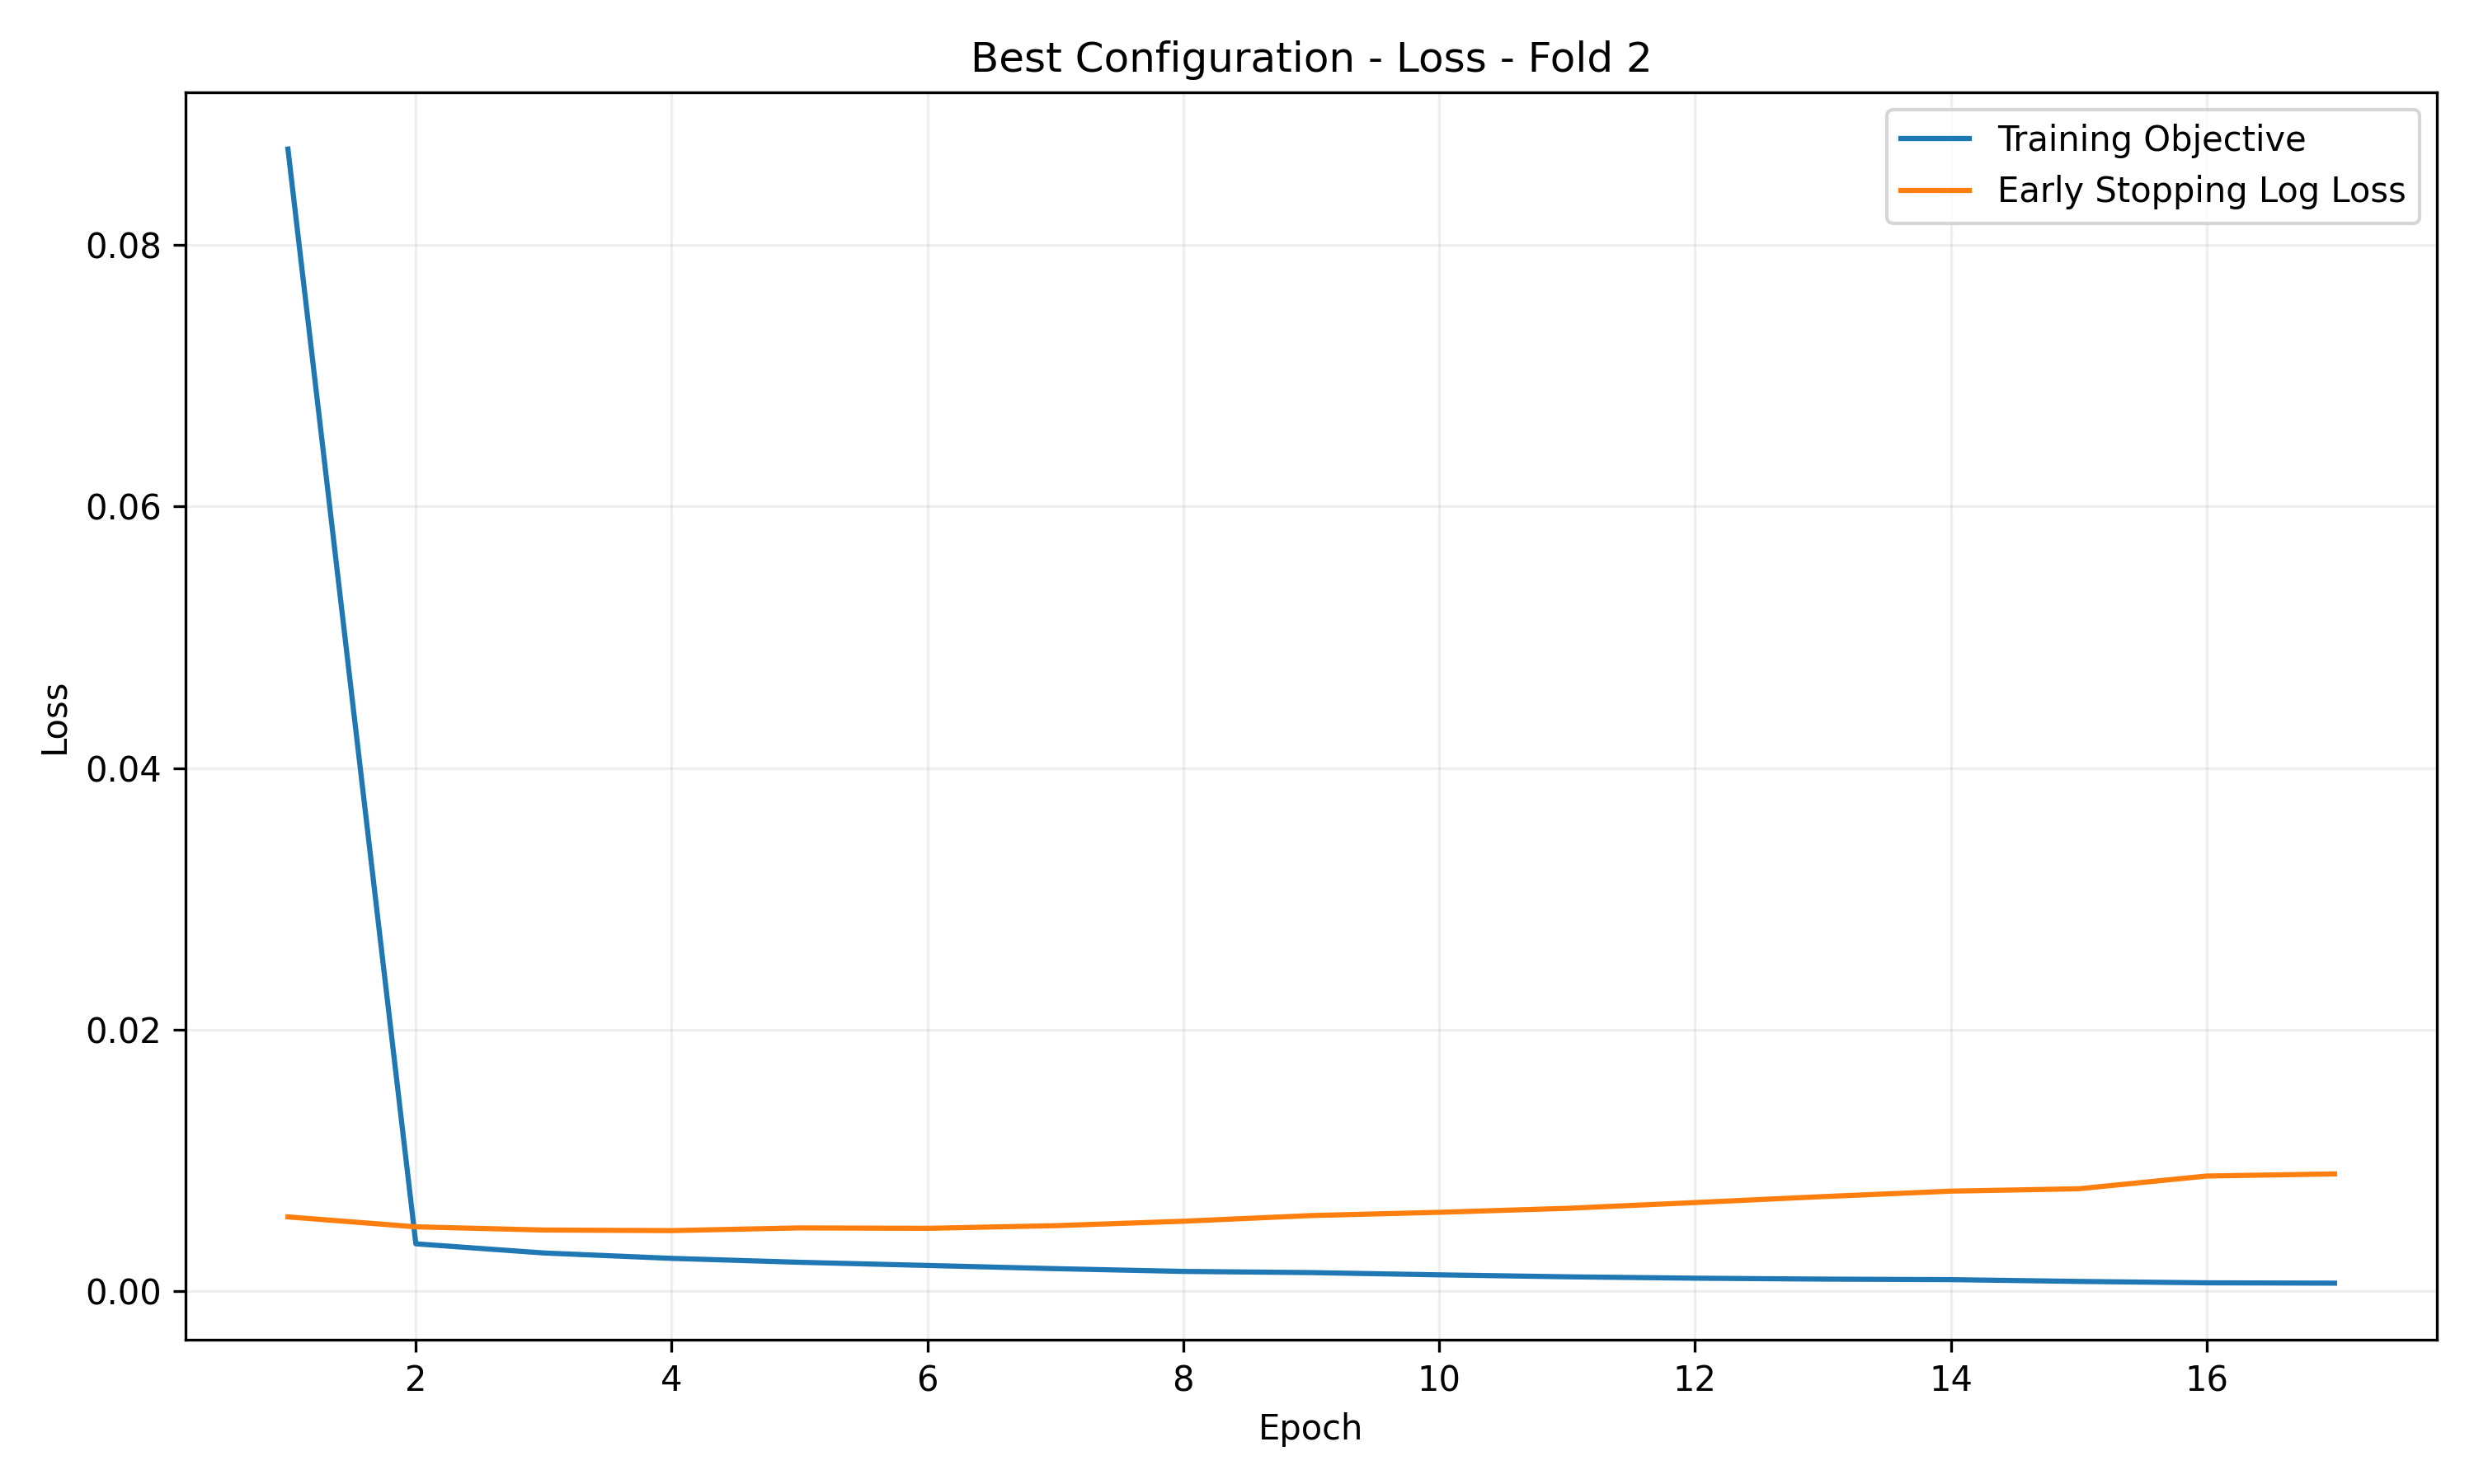 Best Configuration - Loss - Fold 2
Training Objective
Early Stopping Log Loss
0.08
0.06
0.04
0.02
0.00
Loss
2 4 6 8 10 12 14 16
Epoch